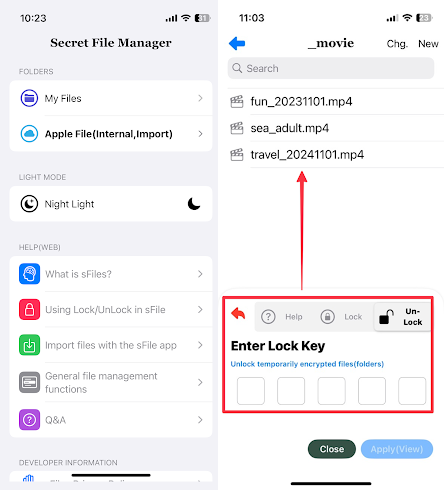 10:23
51
Secret File Manager
FOLDERS
My Files
Apple File(Internal,Import)
LIGHT MODE
Night Light
HELP(WEB)
What is sFiles?
Using Lock/UnLock in sFile
Import files with the sFile app
General file management
functions
Q&A
DEVELOPER INFORMATION
11:03
_movie
Chg.
New
Search
fun_20231101.mp4
sea_adult.mp4
travel_20241101.mp4
Help
Lock
Un-
Lock
Enter Lock Key
Unlock temporarily encrypted files(folders)
Close
Apply(View)